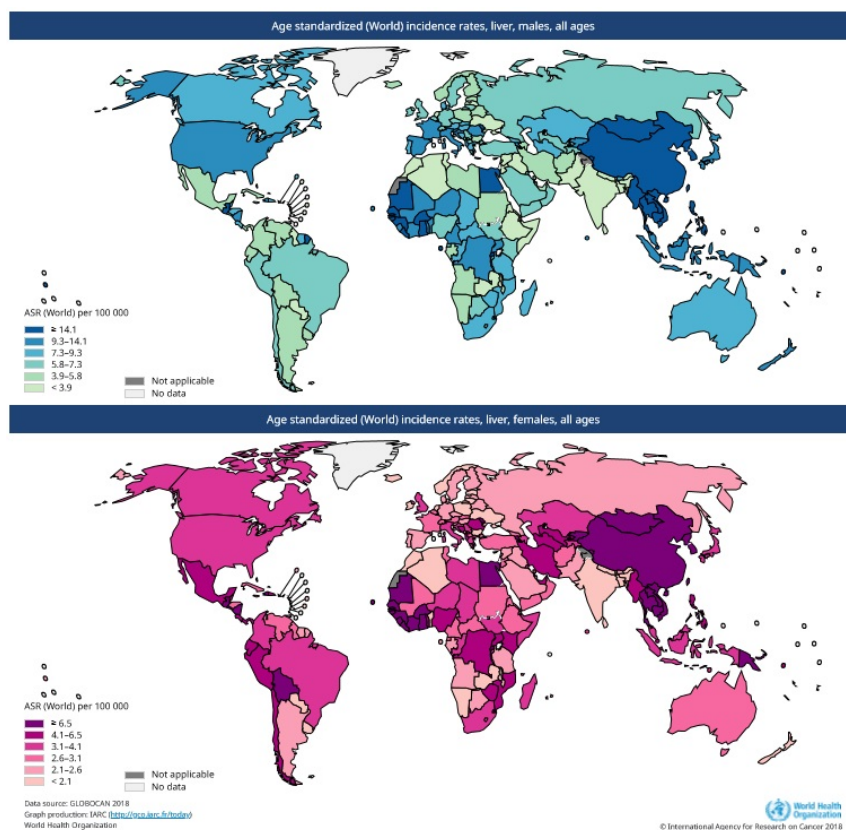 Age standardized (World) incidence rates, liver, males, all ages
ASR (World) per 100 000
≥ 14.1
9.3–14.1
7.3–9.3
5.8–7.3
3.9–5.8
< 3.9
Not applicable
No data
Age standardized (World) incidence rates, liver, females, all ages
ASR (World) per 100 000
≥ 6.5
4.1–6.5
3.1–4.1
2.6–3.1
2.1–2.6
< 2.1
Not applicable
No data
Data source: GLOBOCAN 2018
Graph production: IARC (http://gco.iarc.fr/today)
World Health Organization
World Health
Organization
© International Agency for Research on Cancer 2018